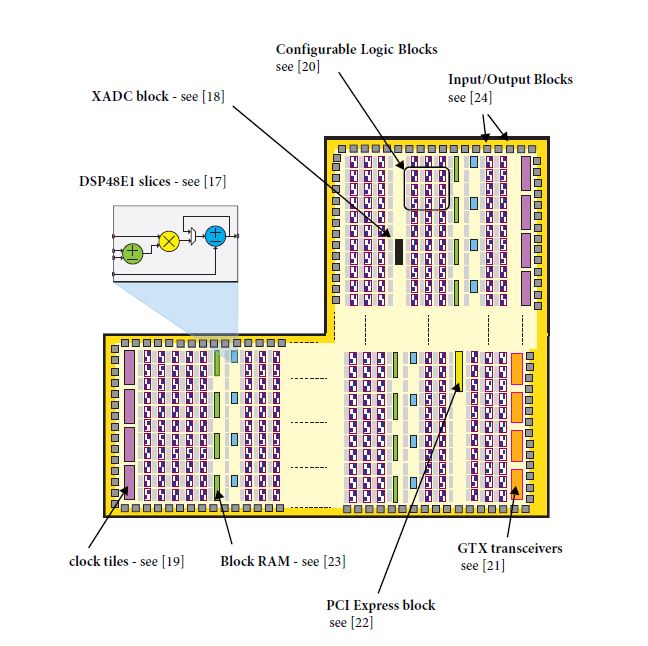 Configurable Logic Blocks
see [20]
Input/Output Blocks
see [24]
XADC block - see [18]
DSP48E1 slices - see [17]
clock tiles - see [19]
Block RAM - see [23]
GTX transceivers
see [21]
PCI Express block
see [22]